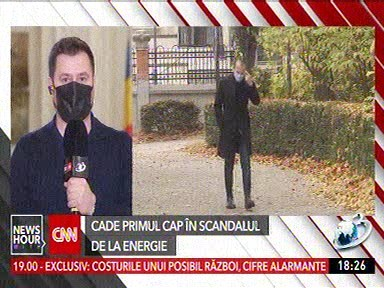 CADE PRIMUL CAP ÎN SCANDALUL
DE LA ENERGIE
NEWS
HOUR
CNN
19.00 - EXCLUSIV: COSTURILE UNUI POSIBIL RĂZBOI, CIFRE ALARMANTE
18:26